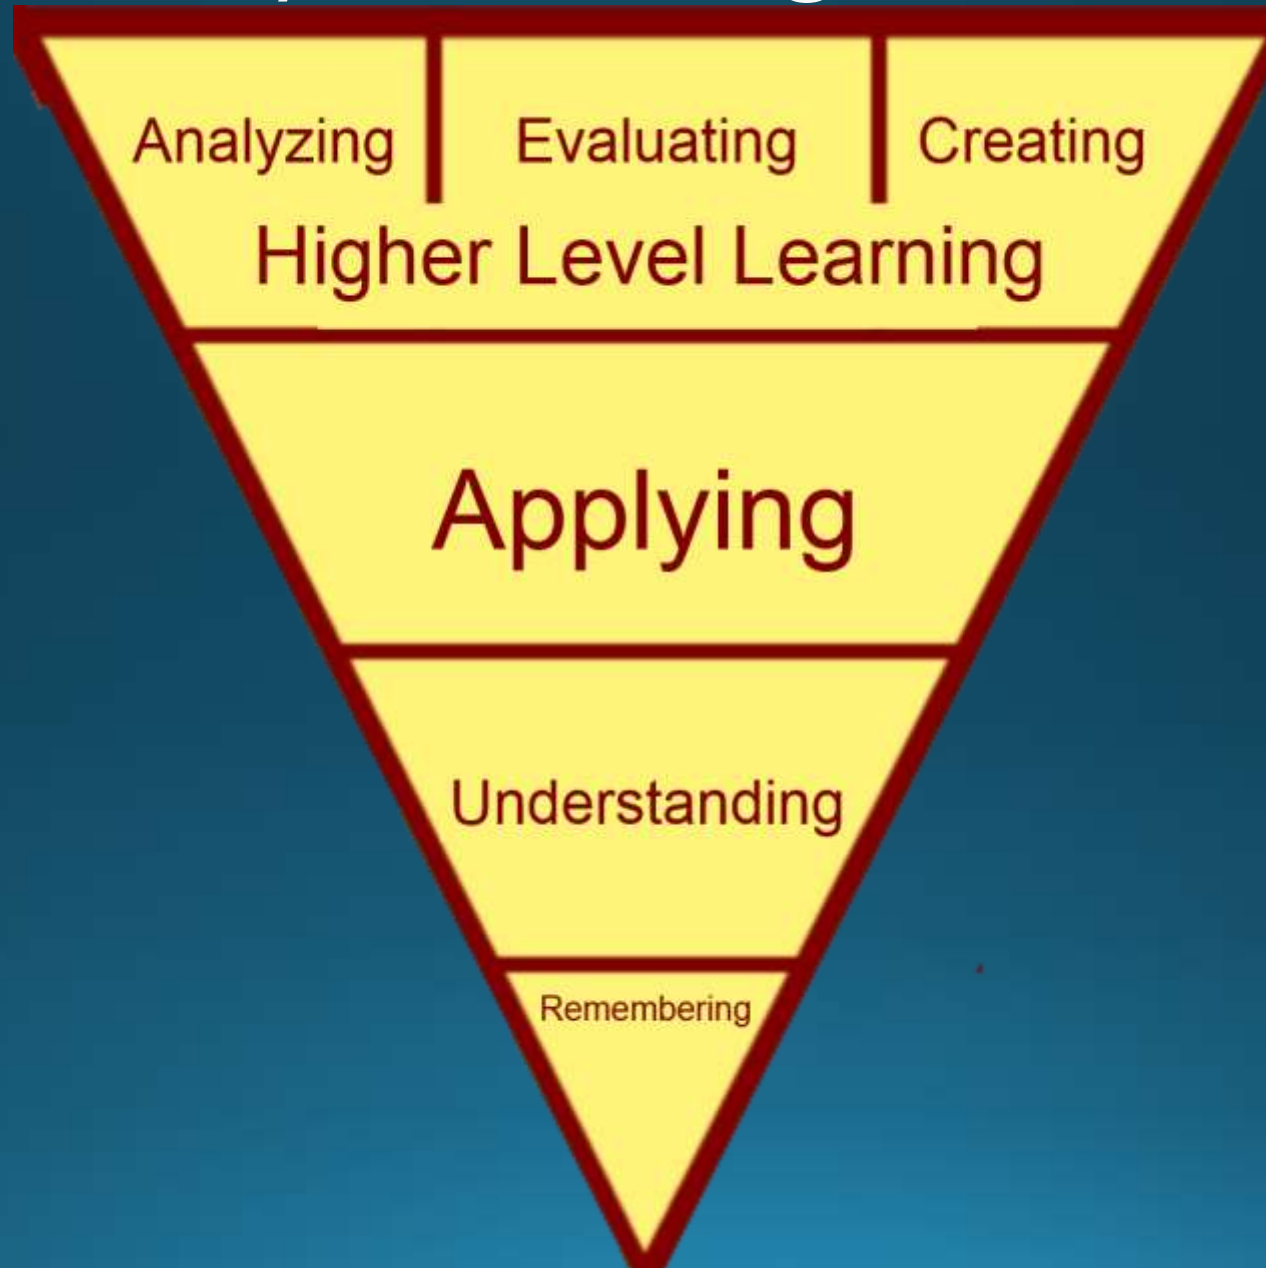 Analyzing Evaluating Creating
Higher Level Learning
Applying
Understanding
Remembering